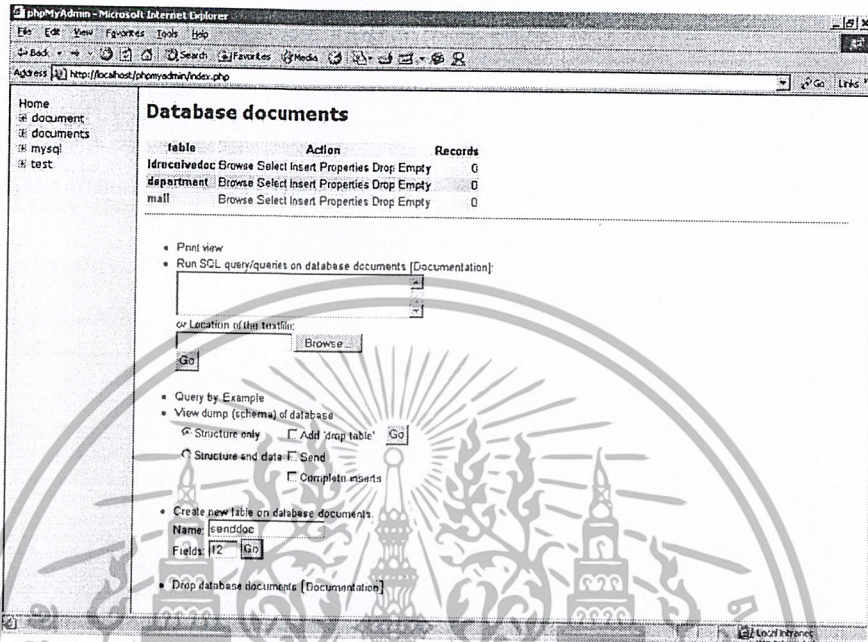 phpMyAdmin - Microsoft Internet Explorer
File Edit View Favorites Tools Help
Back Search Favorites Media
Address http://localhost/phpmyadmin/index.php Go Links
Home
document
documents
mysql
test
Database documents
table Action Records
Idrecivedoc Browse Select Insert Properties Drop Empty 0
department Browse Select Insert Properties Drop Empty 0
mail Browse Select Insert Properties Drop Empty 0
Print view
Run SQL query/queries on database documents [Documentation]:
or Location of the textfile:
Browse...
Go
Query by Example
View dump (schema) of database
Structure only Add 'drop table' Go
Structure and data Send
Complete inserts
Create new table on database documents:
Name: senddoc
Fields: 12 Go
Drop database documents [Documentation]
Local intranet